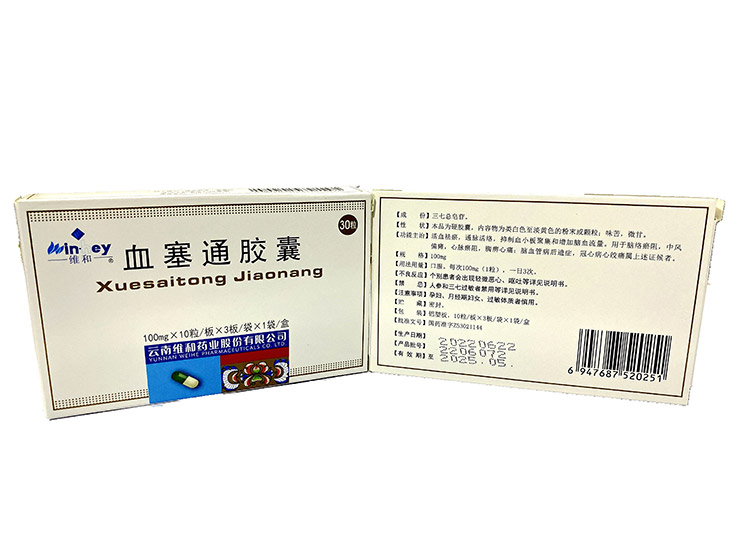 30粒
Win-ey
维和®
血塞通胶囊
Xuesaitong Jiaonang
100mg×10粒/板×3板/袋×1袋/盒
云南维和药业股份有限公司
YUNNAN WEIHE PHARMACEUTICALS CO. LTD.
【成 份】三七总皂苷。
【性 状】本品为硬胶囊，内容物为类白色至淡黄色的粉末或颗粒；味苦、微甘。
【功能主治】活血祛瘀，通脉活络，抑制血小板聚集和增加脑血流量。用于脑络瘀阻，中风
偏瘫，心脉瘀阻，胸痹心痛；脑血管病后遗症，冠心病心绞痛属上述证候者。
【规 格】100mg
【用法用量】口服。每次100mg（1粒），一日3次。
【不良反应】个别患者会出现轻微恶心、呕吐等详见说明书。
【禁 忌】人参和三七过敏者禁用等详见说明书。
【注意事项】孕妇、月经期妇女、过敏体质者慎用。
【贮 藏】密封。
【包 装】铝塑板，10粒/板×3板/袋×1袋/盒
【批准文号】国药准字Z53021144
【生产日期】20220622
【产品批号】220607Z
【有 效 期】至 2025.05.
6 947687 520251